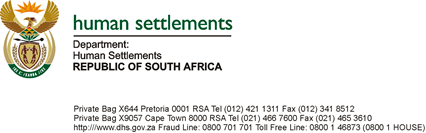 human settlements
Department:
Human Settlements
REPUBLIC OF SOUTH AFRICA
Private Bag X644 Pretoria 0001 RSA Tel (012) 421 1311 Fax (012) 341 8512
Private Bag X9057 Cape Town 8000 RSA Tel (021) 466 7600 Fax (021) 465 3610
http://www.dhs.gov.za Fraud Line: 0800 701 701 Toll Free Line: 0800 1 46873 (0800 1 HOUSE)